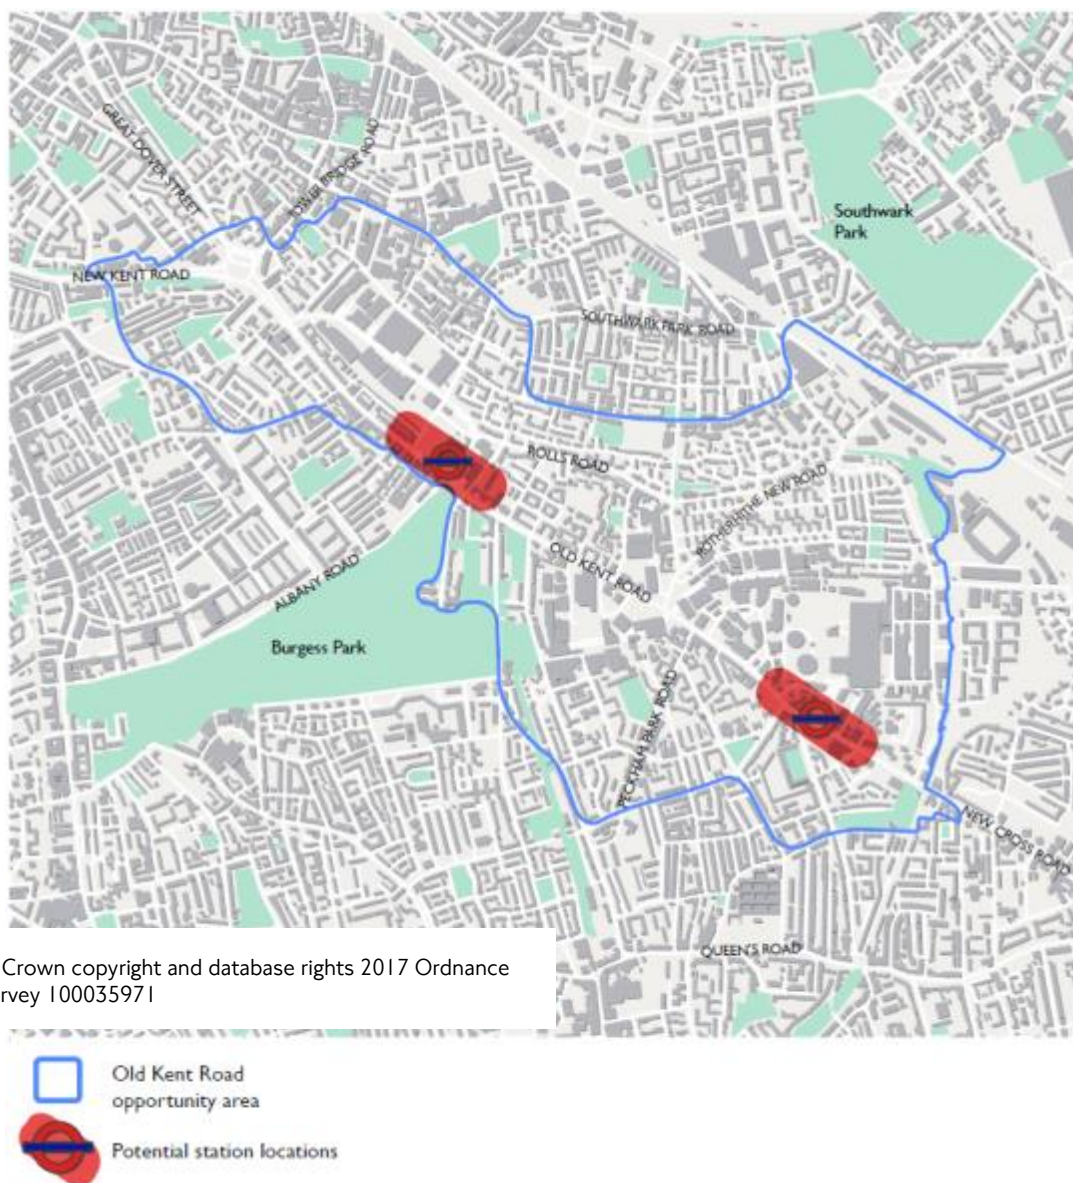 GREAT DOVER STREET
TOWER BRIDGE ROAD
Southwark
Park
NEW KENT ROAD
SOUTHWARK PARK ROAD
ROLLS ROAD
ROTHERHITHE NEW ROAD
OLD KENT ROAD
ALBANY ROAD
Burgess Park
PECKHAM PARK ROAD
NEW CROSS ROAD
QUEEN'S ROAD
Crown copyright and database rights 2017 Ordnance
rvey 100035971
Old Kent Road
opportunity area
Potential station locations